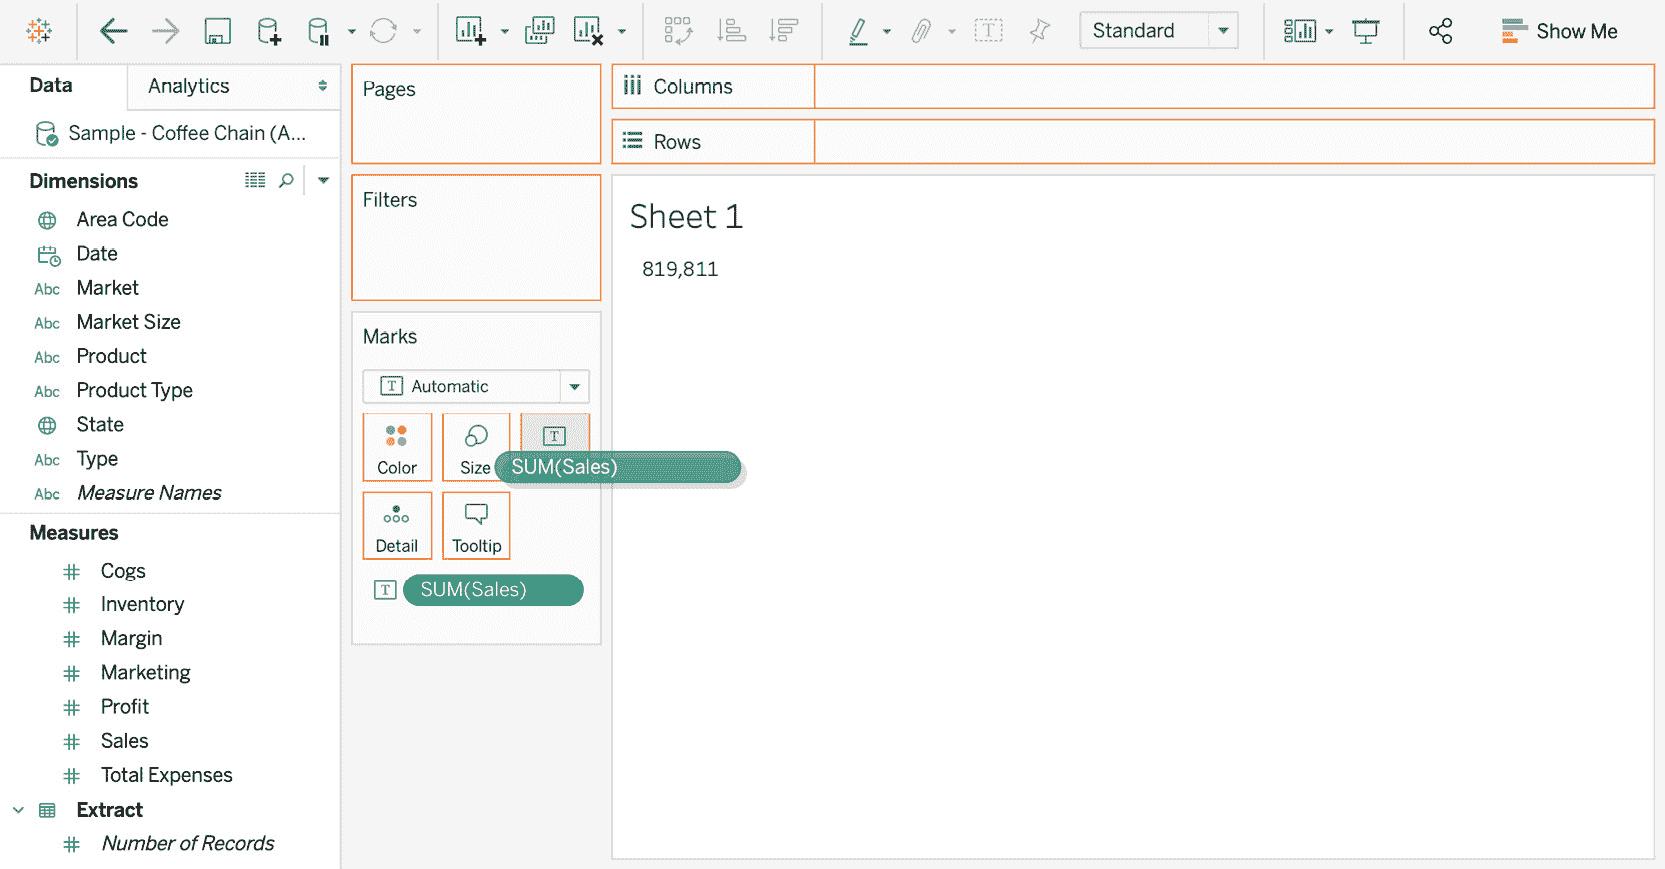 Standard
Show Me
Data
Analytics
Sample - Coffee Chain (A...
Dimensions
Area Code
Date
Abc Market
Abc Market Size
Abc Product
Abc Product Type
State
Abc Type
Abc Measure Names
Measures
# Cogs
# Inventory
# Margin
# Marketing
# Profit
# Sales
# Total Expenses
Extract
# Number of Records
Pages
Filters
Marks
T Automatic
Color
Size
T
SUM(Sales)
Detail
Tooltip
T SUM(Sales)
Columns
Rows
Sheet 1
819,811